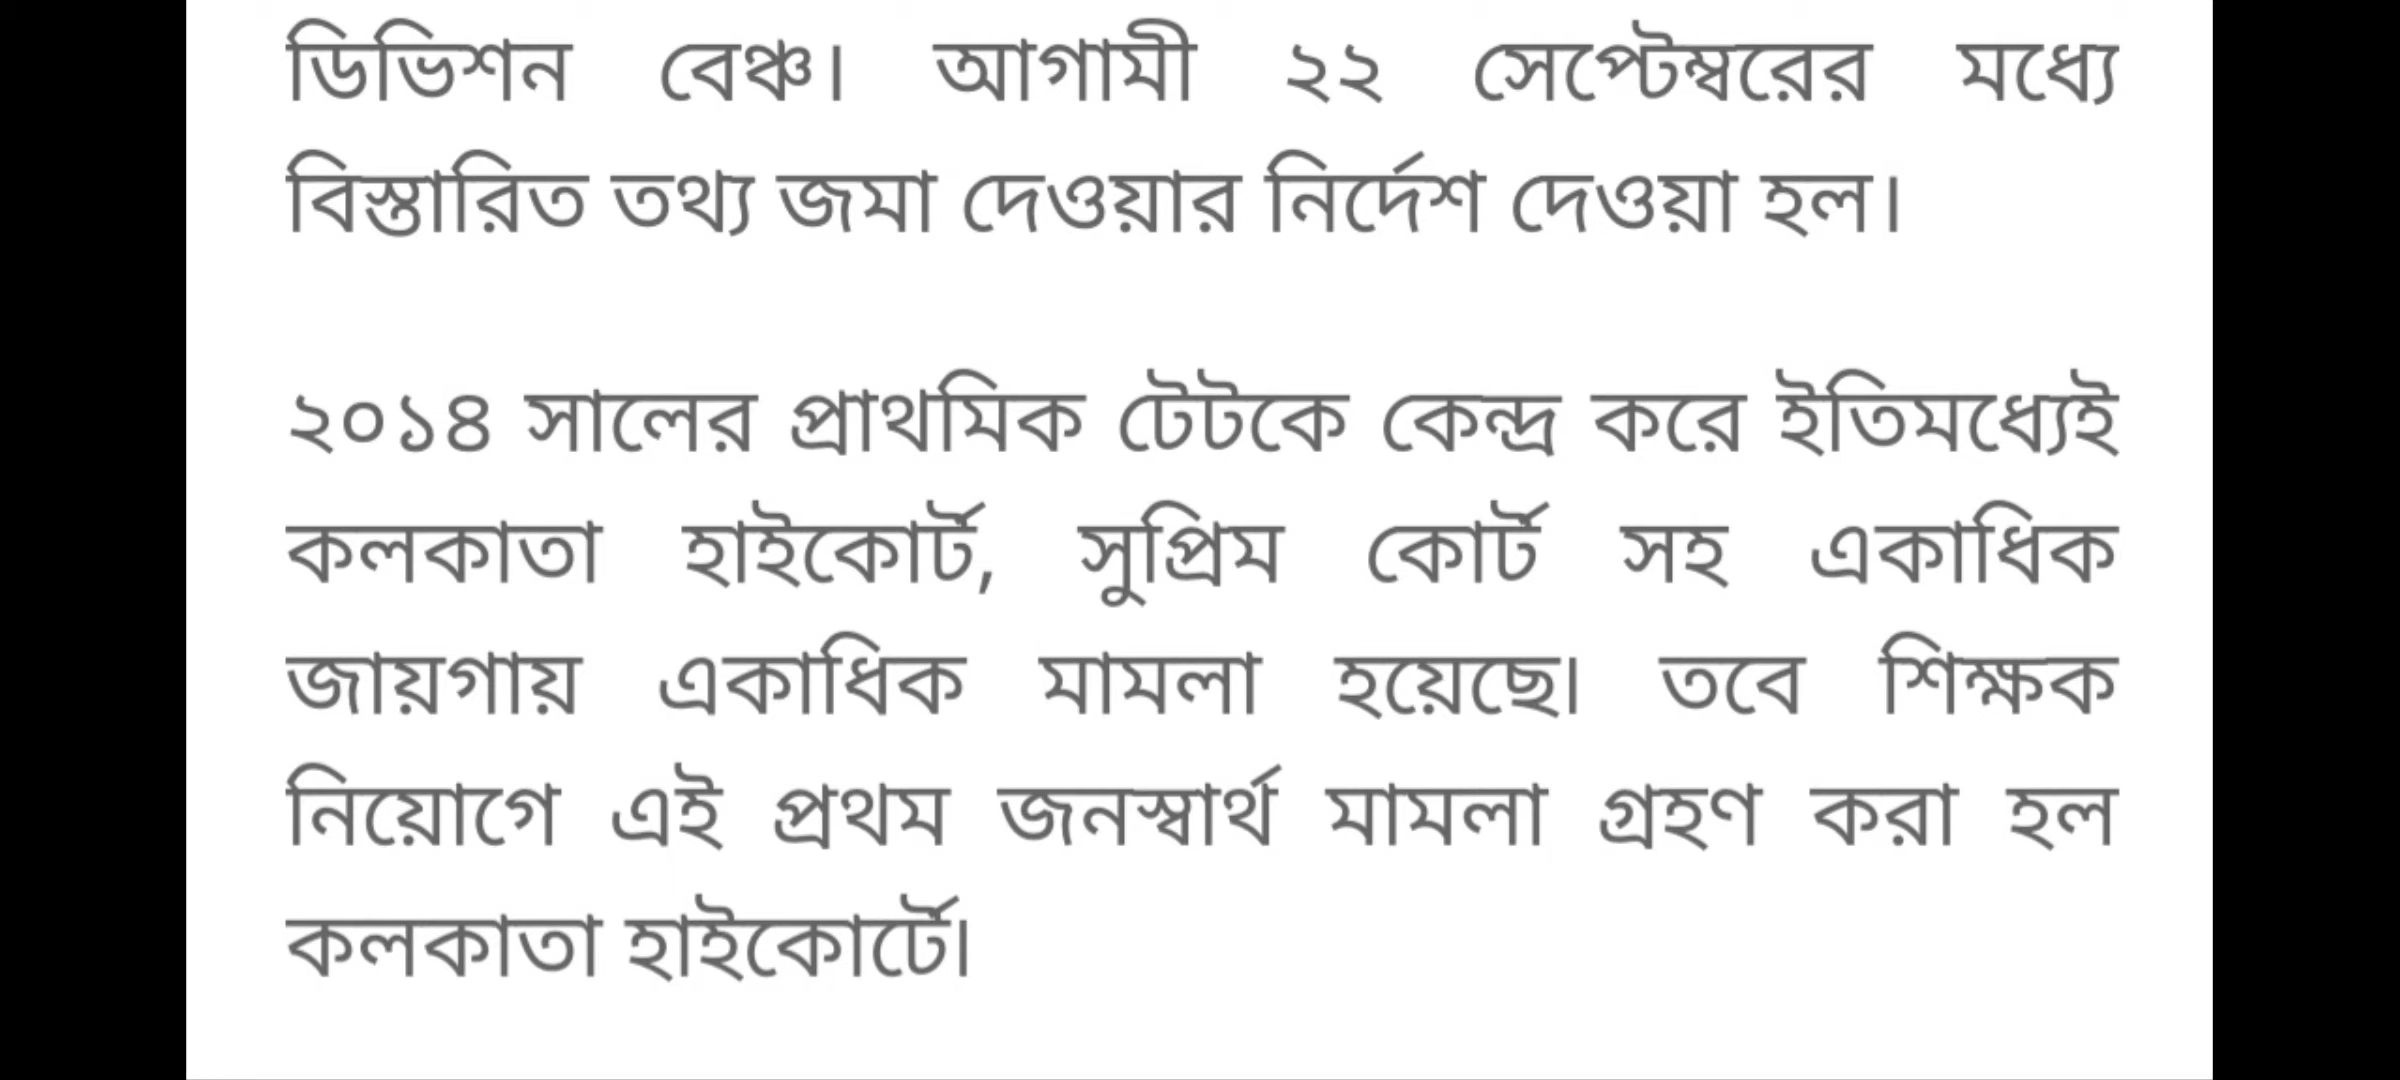 ডিভিশন বেঞ্চ। আগামী ২২ সেপ্টেম্বরের মধ্যে
বিস্তারিত তথ্য জমা দেওয়ার নির্দেশ দেওয়া হল।
২০১৪ সালের প্রাথমিক টেটকে কেন্দ্র করে ইতিমধ্যেই
কলকাতা হাইকোর্ট, সুপ্রিম কোর্ট সহ একাধিক
জায়গায় একাধিক মামলা হয়েছে। তবে শিক্ষক
নিয়োগে এই প্রথম জনস্বার্থ মামলা গ্রহণ করা হল
কলকাতা হাইকোর্টে।